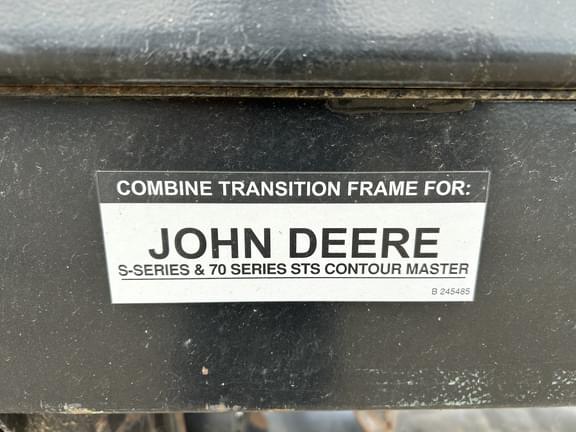 COMBINE TRANSITION FRAME FOR:
JOHN DEERE
S-SERIES & 70 SERIES STS CONTOUR MASTER
B 245485